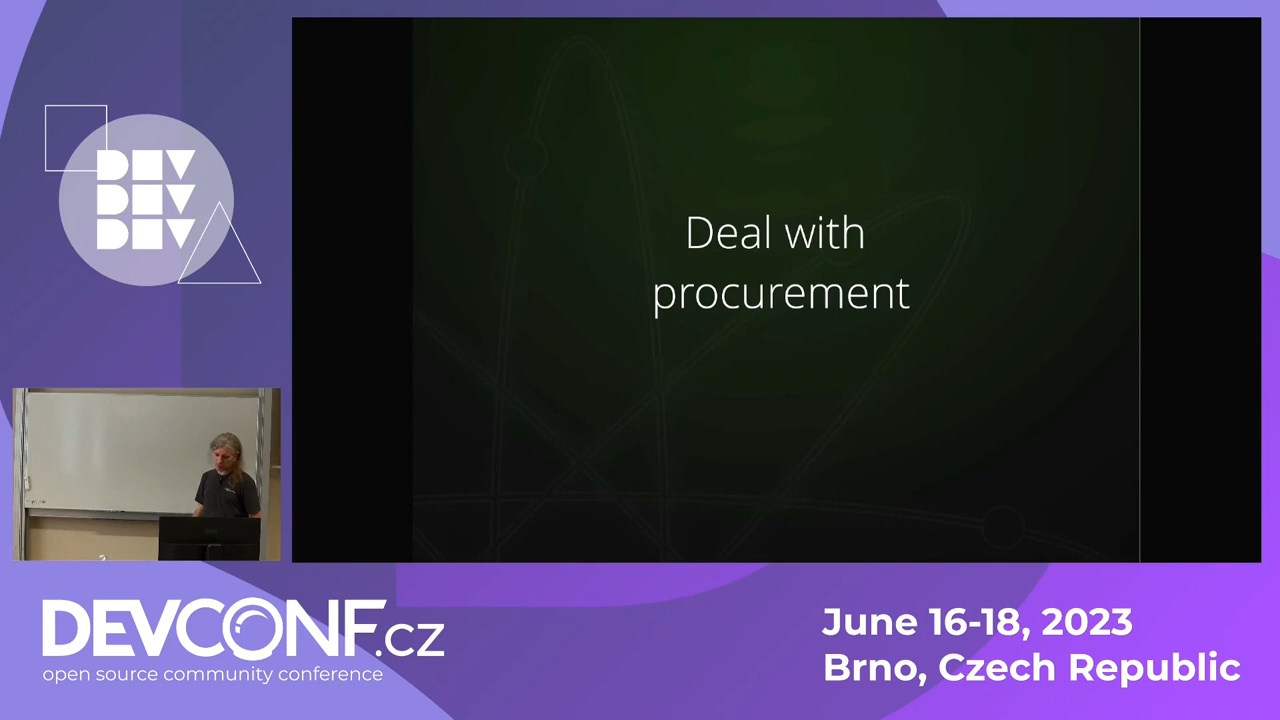 DEV
DEV
DEV
Deal with
procurement
DEVCONF.cz
open source community conference
June 16-18, 2023
Brno, Czech Republic